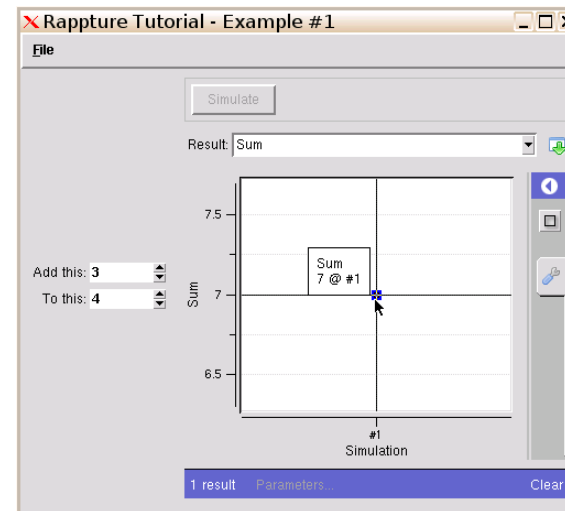 Rappture Tutorial - Example #1
File
Simulate
Result: Sum
7.5
Sum
7 @ #1
Add this: 3
To this: 4
Sum
7
6.5
#1
Simulation
1 result Parameters... Clear